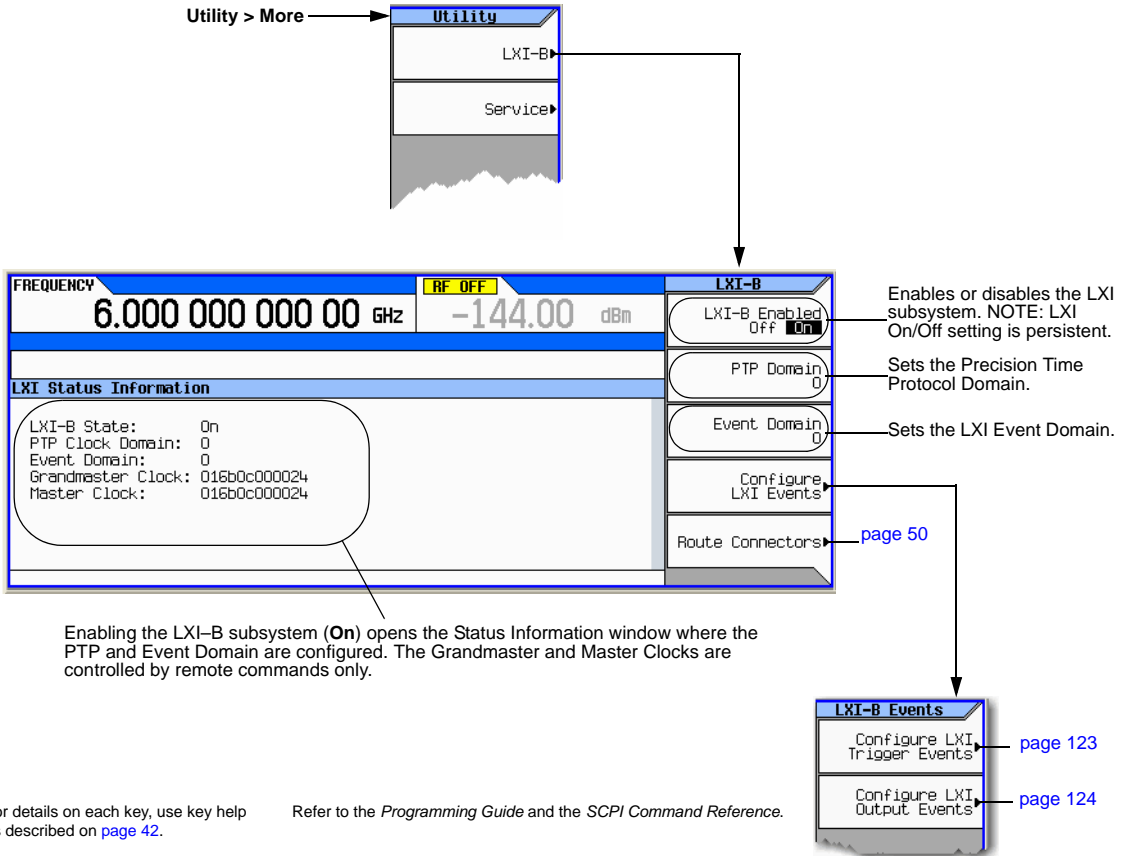 Utility > More
Utility
LXI-B
Service
FREQUENCY
6.000 000 000 00 GHz
RF OFF
-144.00 dBm
LXI Status Information
LXI-B State: On
PTP Clock Domain: 0
Event Domain: 0
Grandmaster Clock: 016b0c000024
Master Clock: 016b0c000024
LXI-B
LXI-B Enabled
Off On
PTP Domain
0
Event Domain
0
Configure
LXI Events
Route Connectors
Enables or disables the LXI
subsystem. NOTE: LXI
On/Off setting is persistent.
Sets the Precision Time
Protocol Domain.
Sets the LXI Event Domain.
page 50
Enabling the LXI–B subsystem (On) opens the Status Information window where the
PTP and Event Domain are configured. The Grandmaster and Master Clocks are
controlled by remote commands only.
LXI-B Events
Configure LXI
Trigger Events
page 123
Configure LXI
Output Events
page 124
or details on each key, use key help
described on page 42.
Refer to the Programming Guide and the SCPI Command Reference.